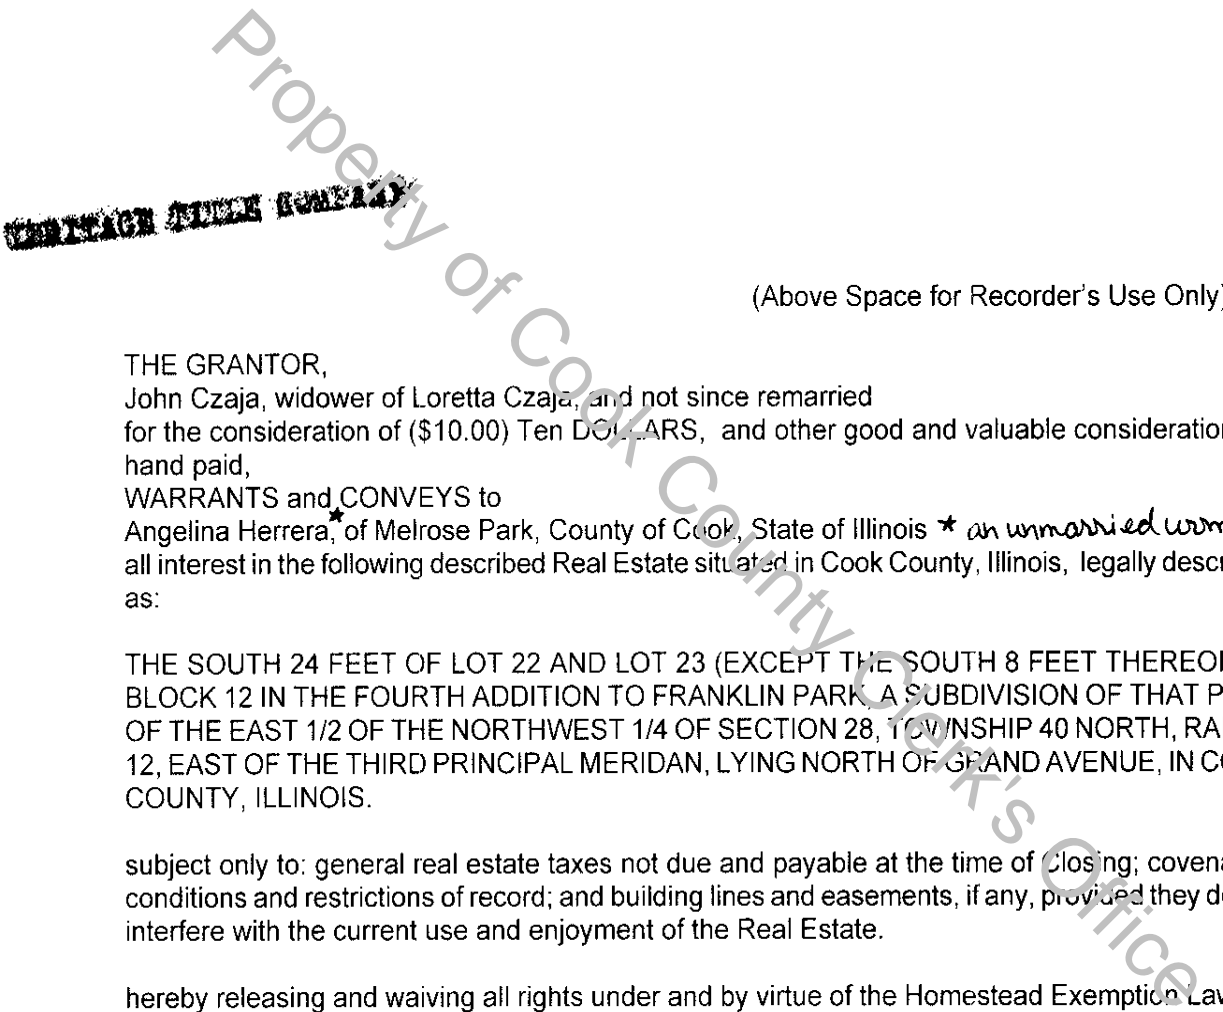 Property of Cook County Clerk's Office
HERITAGE TITLE COMPANY
(Above Space for Recorder's Use Only)
THE GRANTOR,
John Czaja, widower of Loretta Czaja, and not since remarried
for the consideration of ($10.00) Ten DOLLARS, and other good and valuable consideration
hand paid,
WARRANTS and CONVEYS to
Angelina Herrera,* of Melrose Park, County of Cook, State of Illinois * an unmarried
all interest in the following described Real Estate situated in Cook County, Illinois, legally descr
as:
THE SOUTH 24 FEET OF LOT 22 AND LOT 23 (EXCEPT THE SOUTH 8 FEET THEREOF
BLOCK 12 IN THE FOURTH ADDITION TO FRANKLIN PARK, A SUBDIVISION OF THAT P
OF THE EAST 1/2 OF THE NORTHWEST 1/4 OF SECTION 28, TOWNSHIP 40 NORTH, RA
12, EAST OF THE THIRD PRINCIPAL MERIDAN, LYING NORTH OF GRAND AVENUE, IN CO
COUNTY, ILLINOIS.
subject only to: general real estate taxes not due and payable at the time of Closing; covena
conditions and restrictions of record; and building lines and easements, if any, provided they do
interfere with the current use and enjoyment of the Real Estate.
hereby releasing and waiving all rights under and by virtue of the Homestead Exemption Law